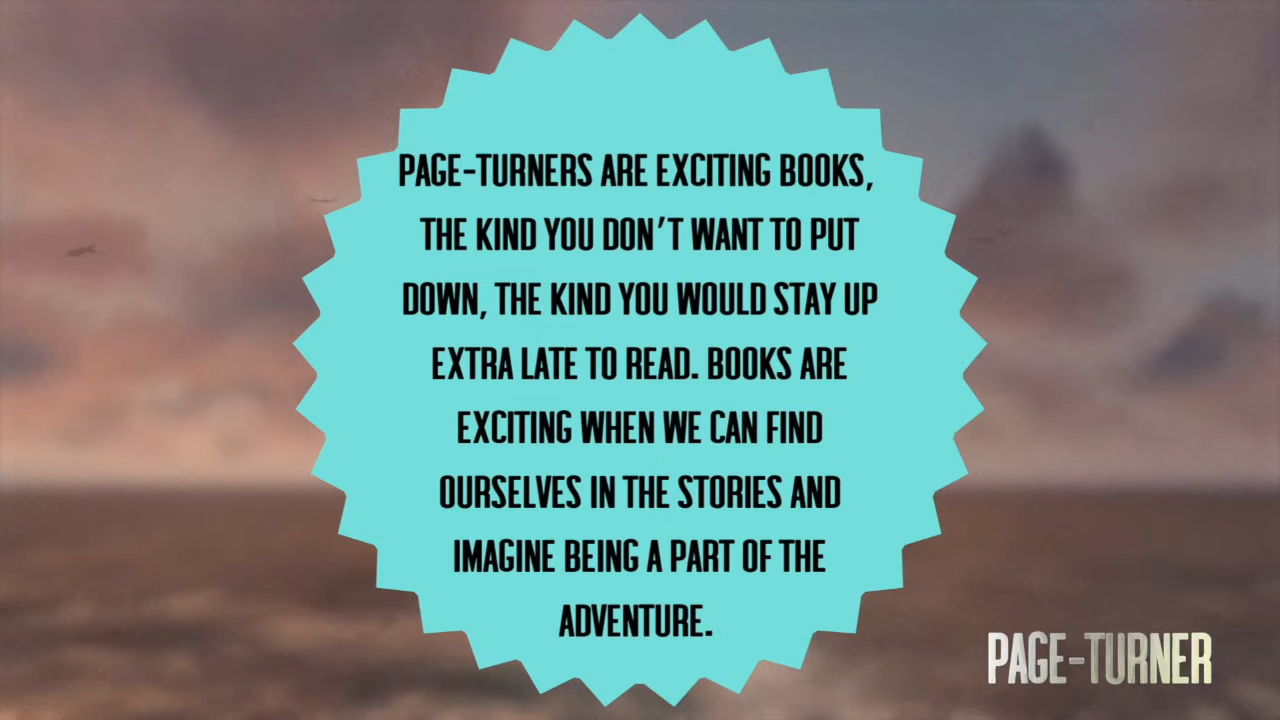 PAGE-TURNERS ARE EXCITING BOOKS,
THE KIND YOU DON'T WANT TO PUT
DOWN, THE KIND YOU WOULD STAY UP
EXTRA LATE TO READ. BOOKS ARE
EXCITING WHEN WE CAN FIND
OURSELVES IN THE STORIES AND
IMAGINE BEING A PART OF THE
ADVENTURE.
PAGE-TURNER